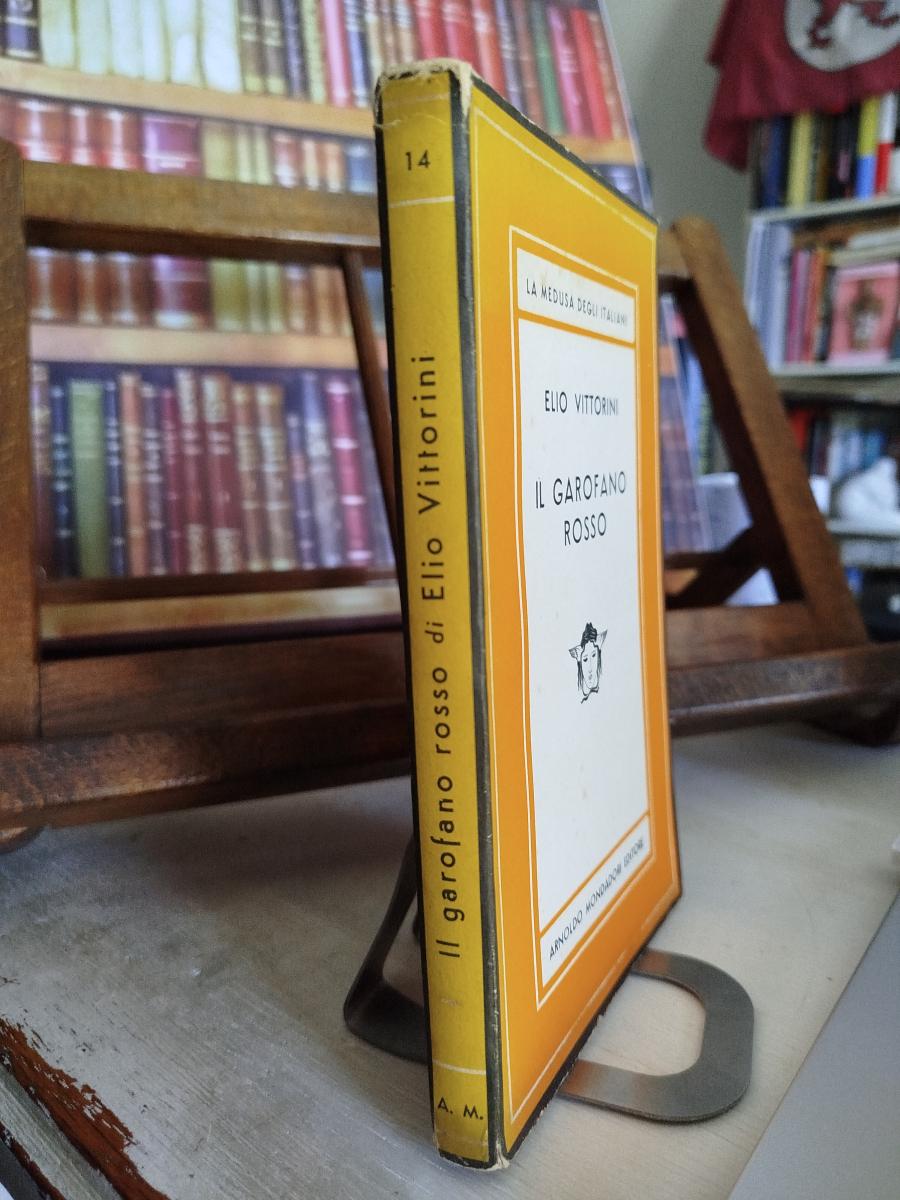 14
Il garofano rosso di Elio Vittorini
A. M.
LA MEDUSA DEGLI ITALIANI
ELIO VITTORINI
IL GAROFANO
ROSSO
ARNOLDO MONDADORI EDITORE